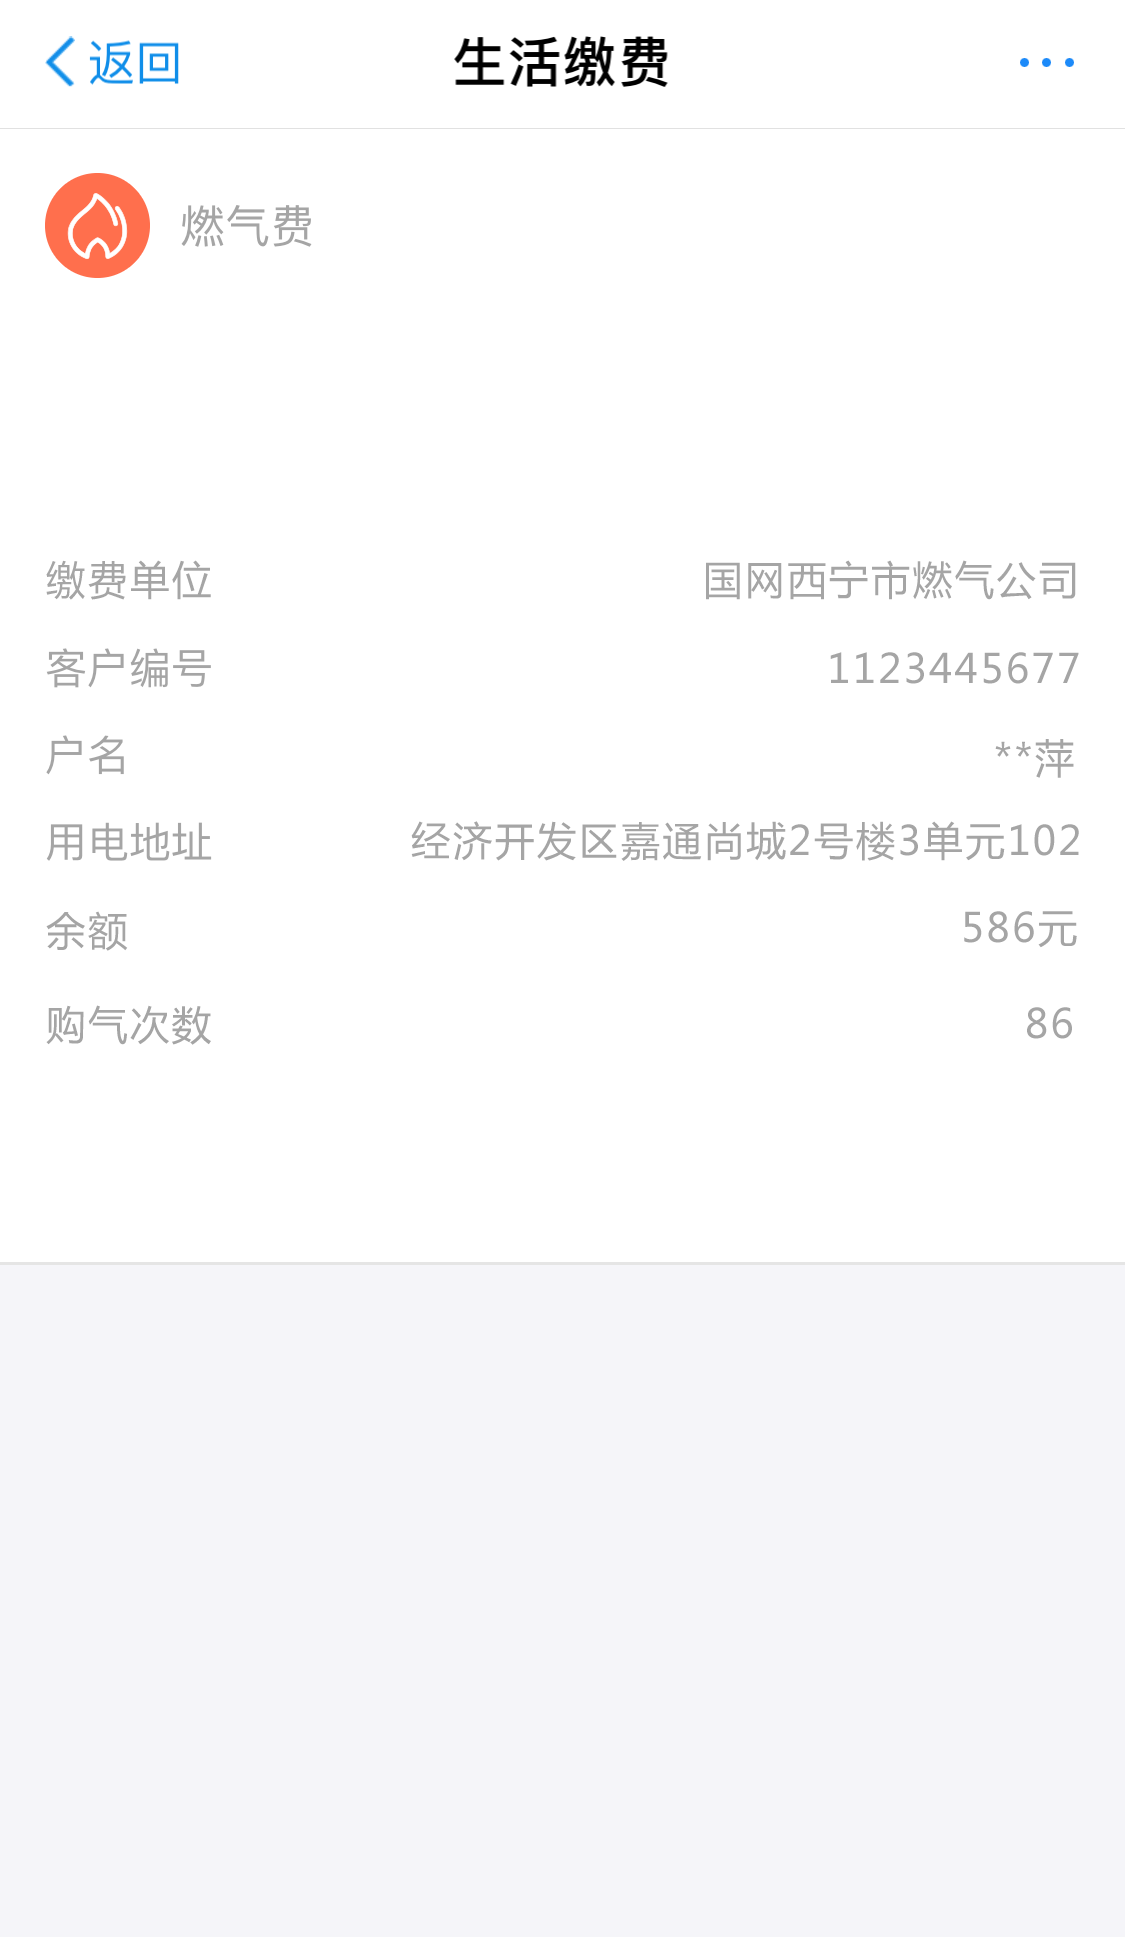 返回 生活缴费
燃气费
缴费单位 国网西宁市燃气公司
客户编号 1123445677
户名 **萍
用电地址 经济开发区嘉通尚城2号楼3单元102
余额 586元
购气次数 86